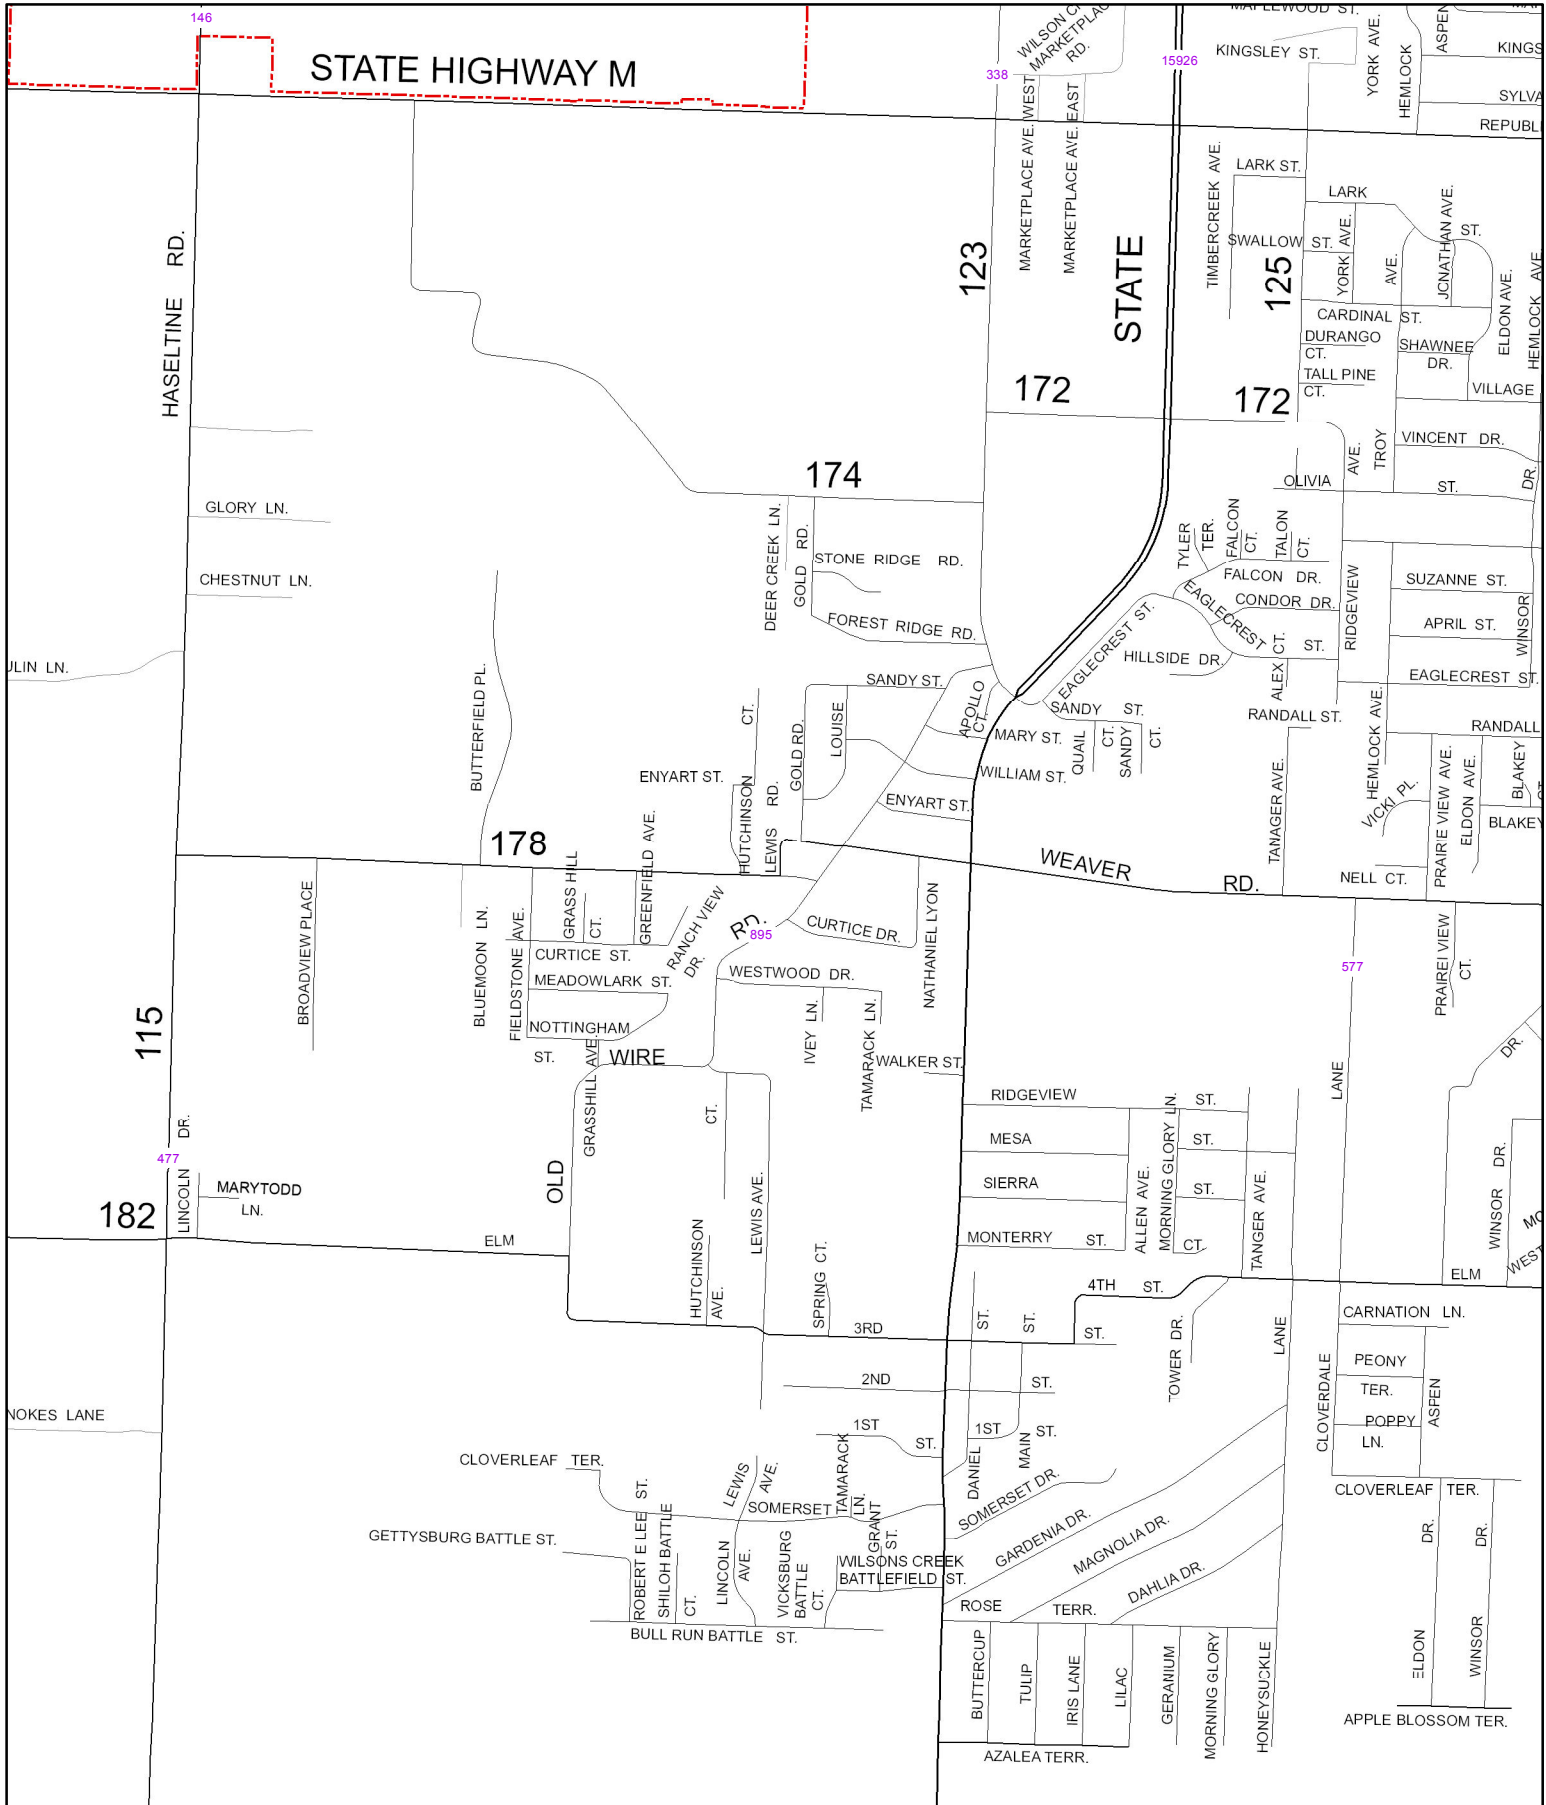 146
STATE HIGHWAY M
WILSON
MARKETPLAC
RD.
338
15926
MAPLEWOOD ST.
KINGSLEY ST.
YORK AVE.
HEMLOCK
ASPEN
KINGS
SYLVA
REPUBLI
MARKETPLACE AVE. WEST
MARKETPLACE AVE. EAST
TIMBERCREEK AVE.
LARK ST.
LARK
ST.
SWALLOW ST.
YORK AVE.
AVE.
JCNATHAN AVE.
ELDON AVE.
HEMLOCK AVE.
HASELTINE RD.
123
STATE
125
CARDINAL ST.
DURANGO
CT.
SHAWNEE
DR.
TALL PINE
CT.
VILLAGE
172
172
174
AVE.
TROY
VINCENT DR.
DR.
OLIVIA
ST.
GLORY LN.
CHESTNUT LN.
DEER CREEK LN.
GOLD RD.
STONE RIDGE RD.
FOREST RIDGE RD.
TYLER
TER.
FALCON
CT.
TALON
CT.
FALCON DR.
CONDOR DR.
EAGLECREST
ST.
EAGLECREST ST.
HILLSIDE DR.
ALEX CT.
RIDGEVIEW
SUZANNE ST.
APRIL ST.
WINSOR
EAGLECREST ST.
ULIN LN.
BUTTERFIELD PL.
SANDY ST.
APOLLO
CT.
SANDY ST.
RANDALL ST.
RANDALL
CT.
GOLD RD.
LOUISE
MARY ST.
QUAIL
CT.
SANDY
CT.
WILLIAM ST.
ENYART ST.
ENYART ST.
HUTCHINSON
LEWIS RD.
TANAGER AVE.
HEMLOCK AVE.
VICKI PL.
PRAIRIE VIEW AVE.
ELDON AVE.
BLAKEY
BLAKEY
178
GRASS HILL
CT.
GREENFIELD AVE.
WEAVER RD.
NELL CT.
BROADVIEW PLACE
BLUEMOON LN.
FIELDSTONE AVE.
RANCH VIEW
DR.
RD.
895
CURTICE DR.
NATHANIEL LYON
CURTICE ST.
MEADOWLARK ST.
WESTWOOD DR.
577
PRAIREI VIEW
CT.
NOTTINGHAM
ST.
WIRE
IVEY LN.
TAMARACK LN.
WALKER ST.
DR.
115
GRASSHILL AVE.
CT.
LANE
RIDGEVIEW ST.
MESA ST.
SIERRA ST.
MONTERRY ST.
ALLEN AVE.
MORNING GLORY LN.
CT.
TANGER AVE.
WINSOR DR.
WEST
DR.
477
LINCOLN
MARYTODD
LN.
182
OLD
ELM
LEWIS AVE.
HUTCHINSON
AVE.
SPRING CT.
3RD
ST.
ST.
4TH ST.
ST.
ELM
TOWER DR.
LANE
CARNATION LN.
CLOVERDALE
PEONY
TER.
POPPY
LN.
ASPEN
2ND
ST.
NOKES LANE
1ST
ST.
1ST
ST.
MAIN
DANIEL
CLOVERLEAF TER.
LEWIS
AVE.
TAMARACK
LN.
SOMERSET
SOMERSET DR.
GARDENIA DR.
MAGNOLIA DR.
DAHLIA DR.
CLOVERLEAF TER.
GETTYSBURG BATTLE ST.
ROBERT E LEE ST.
SHILOH BATTLE
CT.
LINCOLN
AVE.
VICKSBURG
BATTLE
CT.
GRANT
ST.
WILSONS CREEK
BATTLEFIELD ST.
ROSE TERR.
BULL RUN BATTLE ST.
DR.
DR.
ELDON
WINSOR
BUTTERCUP
TULIP
IRIS LANE
LILAC
GERANIUM
MORNING GLORY
HONEYSUCKLE
APPLE BLOSSOM TER.
AZALEA TERR.